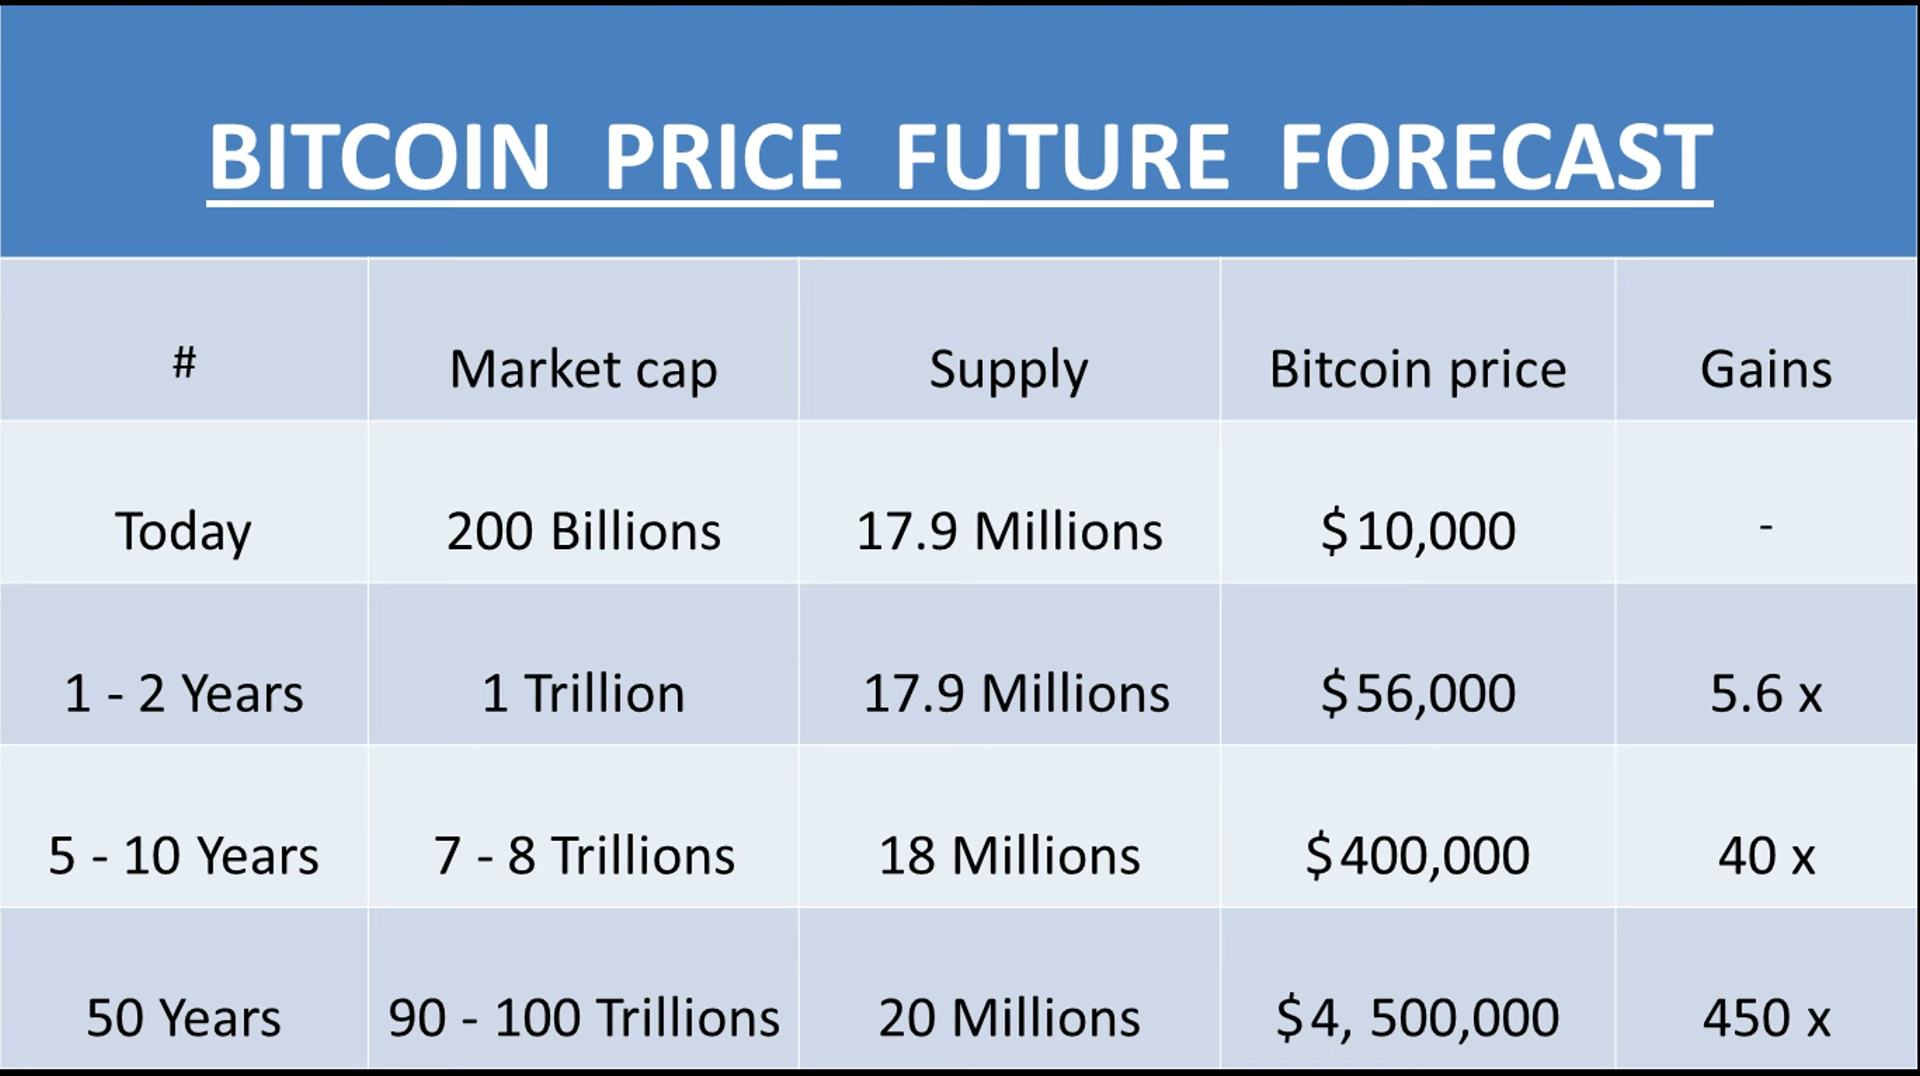 BITCOIN PRICE FUTURE FORECAST
# Market cap Supply Bitcoin price Gains
Today 200 Billions 17.9 Millions $10,000 -
1 - 2 Years 1 Trillion 17.9 Millions $56,000 5.6 x
5 - 10 Years 7 - 8 Trillions 18 Millions $400,000 40 x
50 Years 90 - 100 Trillions 20 Millions $4, 500,000 450 x